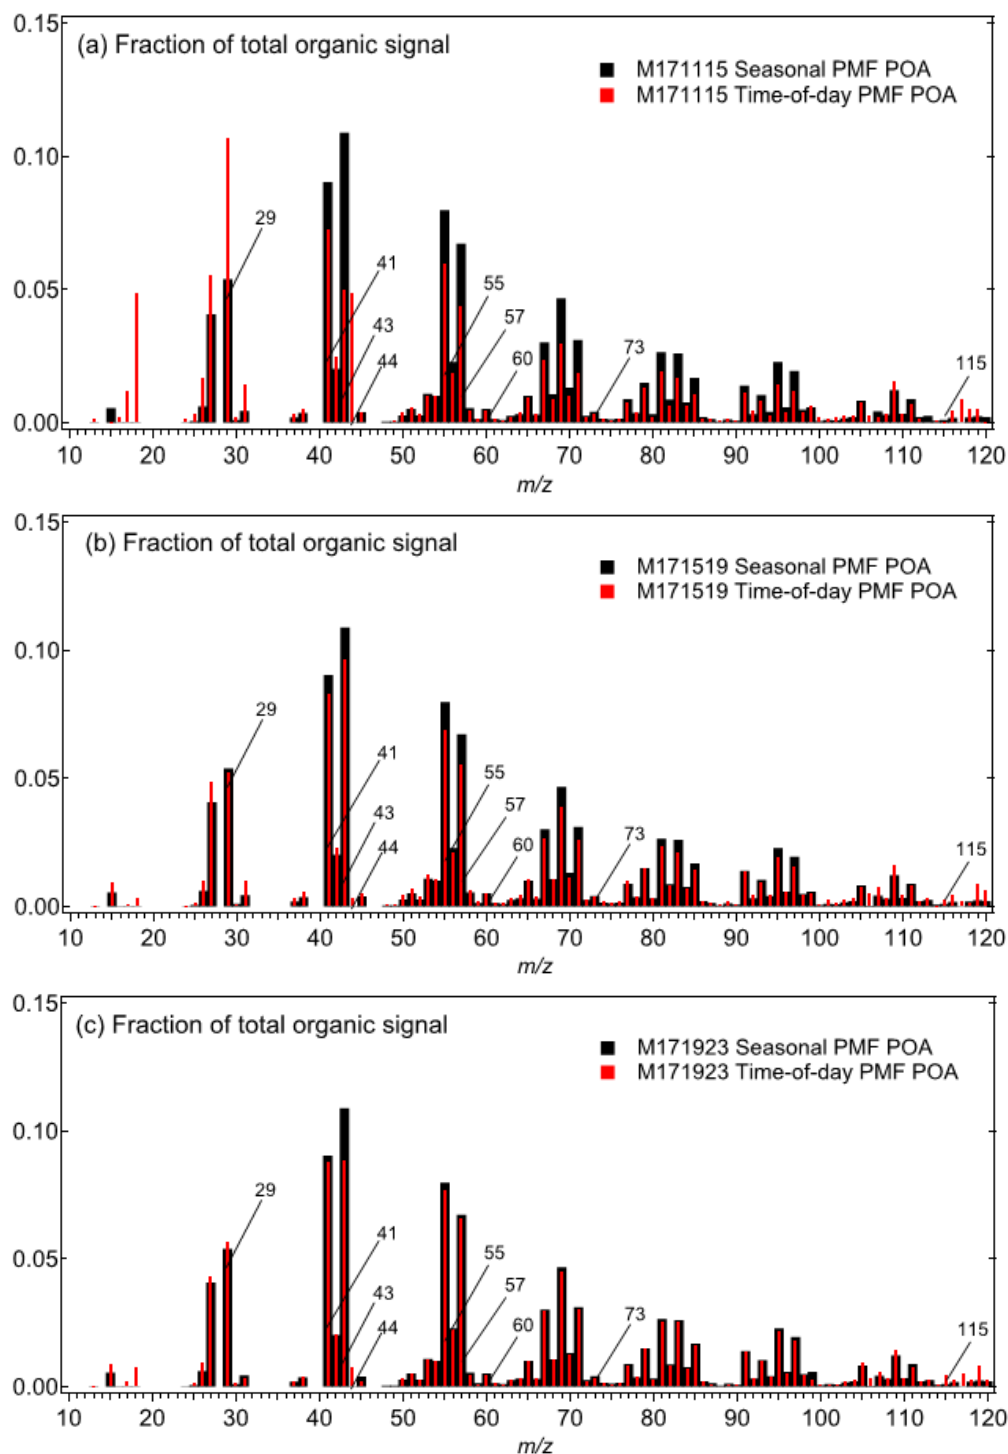 (a) Fraction of total organic signal
M171115 Seasonal PMF POA
M171115 Time-of-day PMF POA
0.15
0.10
0.05
0.00
29
41
43
44
55
57
60
73
115
10 20 30 40 50 60 70 80 90 100 110 120
m/z
(b) Fraction of total organic signal
M171519 Seasonal PMF POA
M171519 Time-of-day PMF POA
0.15
0.10
0.05
0.00
29
41
43
44
55
57
60
73
115
10 20 30 40 50 60 70 80 90 100 110 120
m/z
(c) Fraction of total organic signal
M171923 Seasonal PMF POA
M171923 Time-of-day PMF POA
0.15
0.10
0.05
0.00
29
41
43
44
55
57
60
73
115
10 20 30 40 50 60 70 80 90 100 110 120
m/z